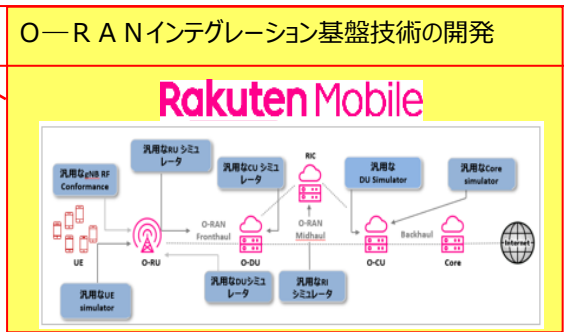 O―RANインテグレーション基盤技術の開発
Rakuten Mobile
汎用なRU シミュ
レータ
汎用なgNB RF
Conformance
汎用なCU シミュ
レータ
RIC
汎用な
DU Simulator
汎用なCore
simulator
O-RAN
Fronthaul
O-RAN
Midhaul
Backhaul
Internet
UE
O-RU
O-DU
O-CU
Core
汎用なUE
simulator
汎用なDUシミュ
レータ
汎用なRI
シミュレータ